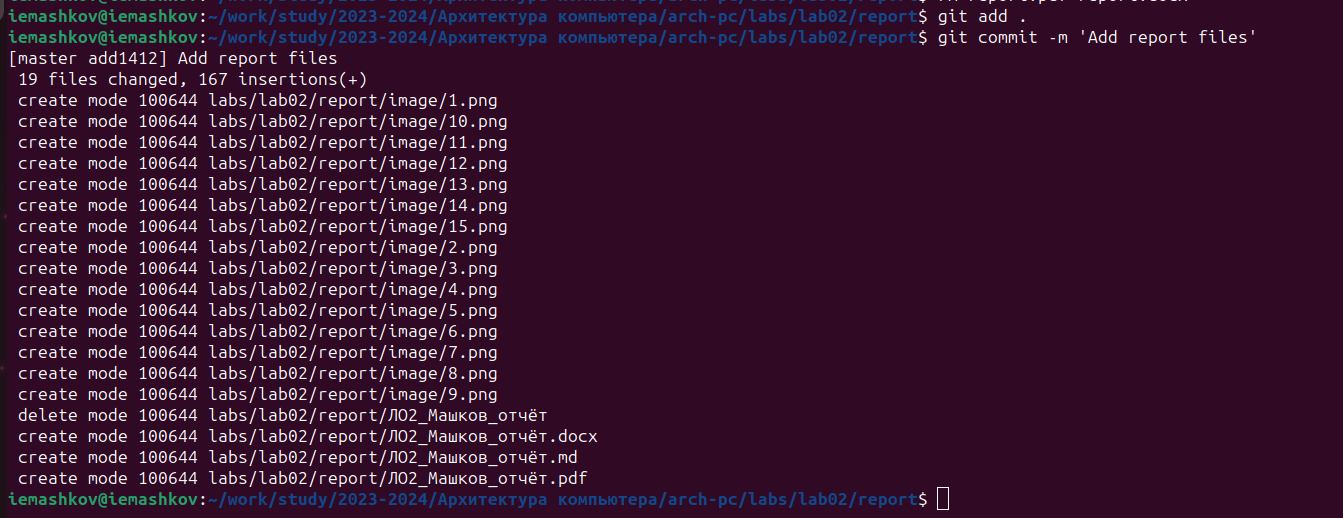 iemashkov@iemashkov:~/work/study/2023-2024/Архитектура компьютера/arch-pc/labs/lab02/report$ git add .
iemashkov@iemashkov:~/work/study/2023-2024/Архитектура компьютера/arch-pc/labs/lab02/report$ git commit -m 'Add report files'
[master add1412] Add report files
 19 files changed, 167 insertions(+)
 create mode 100644 labs/lab02/report/image/1.png
 create mode 100644 labs/lab02/report/image/10.png
 create mode 100644 labs/lab02/report/image/11.png
 create mode 100644 labs/lab02/report/image/12.png
 create mode 100644 labs/lab02/report/image/13.png
 create mode 100644 labs/lab02/report/image/14.png
 create mode 100644 labs/lab02/report/image/15.png
 create mode 100644 labs/lab02/report/image/2.png
 create mode 100644 labs/lab02/report/image/3.png
 create mode 100644 labs/lab02/report/image/4.png
 create mode 100644 labs/lab02/report/image/5.png
 create mode 100644 labs/lab02/report/image/6.png
 create mode 100644 labs/lab02/report/image/7.png
 create mode 100644 labs/lab02/report/image/8.png
 create mode 100644 labs/lab02/report/image/9.png
 delete mode 100644 labs/lab02/report/ЛО2_Машков_отчёт
 create mode 100644 labs/lab02/report/ЛО2_Машков_отчёт.docx
 create mode 100644 labs/lab02/report/ЛО2_Машков_отчёт.md
 create mode 100644 labs/lab02/report/ЛО2_Машков_отчёт.pdf
iemashkov@iemashkov:~/work/study/2023-2024/Архитектура компьютера/arch-pc/labs/lab02/report$